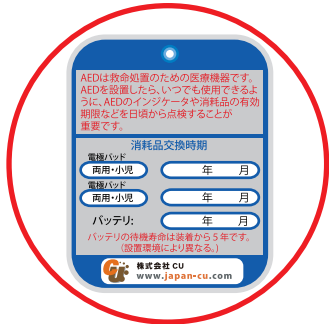 AEDは救命処置のための医療機器です。
AEDを設置したら、いつでも使用できるよ
うに、AEDのインジケータや消耗品の有効
期限などを日頃から点検することが
重要です。
消耗品交換時期
電極パッド
両用・小児 年 月
電極パッド
両用・小児 年 月
バッテリ: 年 月
バッテリの待機寿命は装着から5年です。
(設置環境により異なる。)
CU 株式会社 CU
www.japan-cu.com